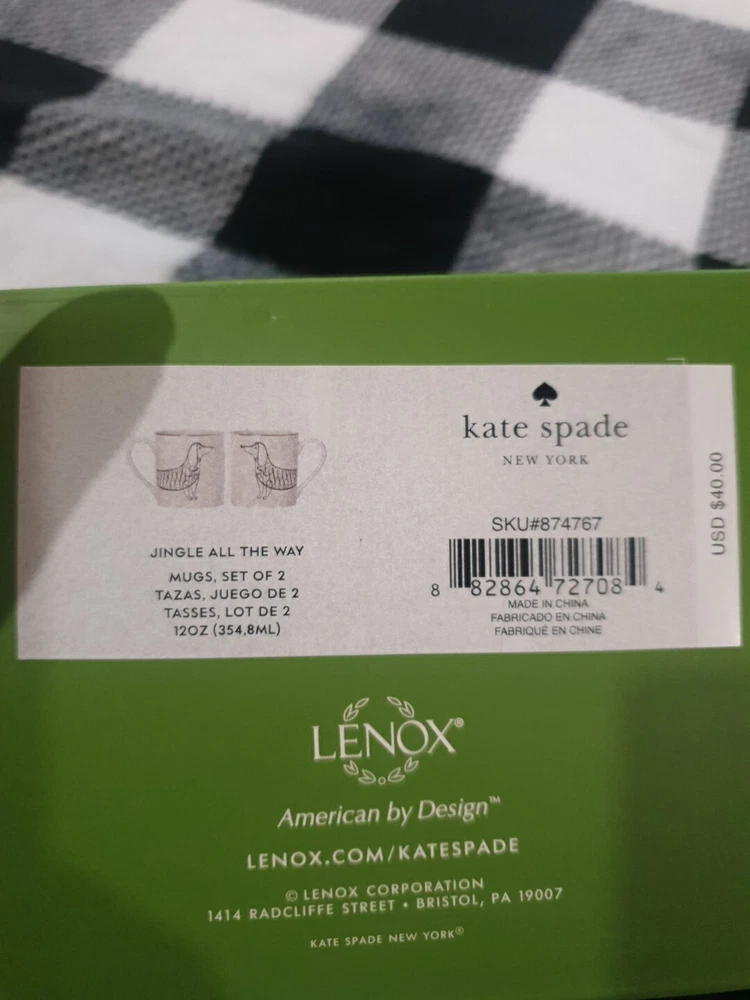 kate spade
NEW YORK
JINGLE ALL THE WAY
MUGS, SET OF 2
TAZAS, JUEGO DE 2
TASSES, LOT DE 2
12OZ (354,8ML)
SKU#874767
8 82864 72708 4
MADE IN CHINA
FABRICADO EN CHINA
FABRIQUÉ EN CHINE
USD $40.00
LENOX®
American by Design™
LENOX.COM/KATESPADE
© LENOX CORPORATION
1414 RADCLIFFE STREET • BRISTOL, PA 19007
KATE SPADE NEW YORK®